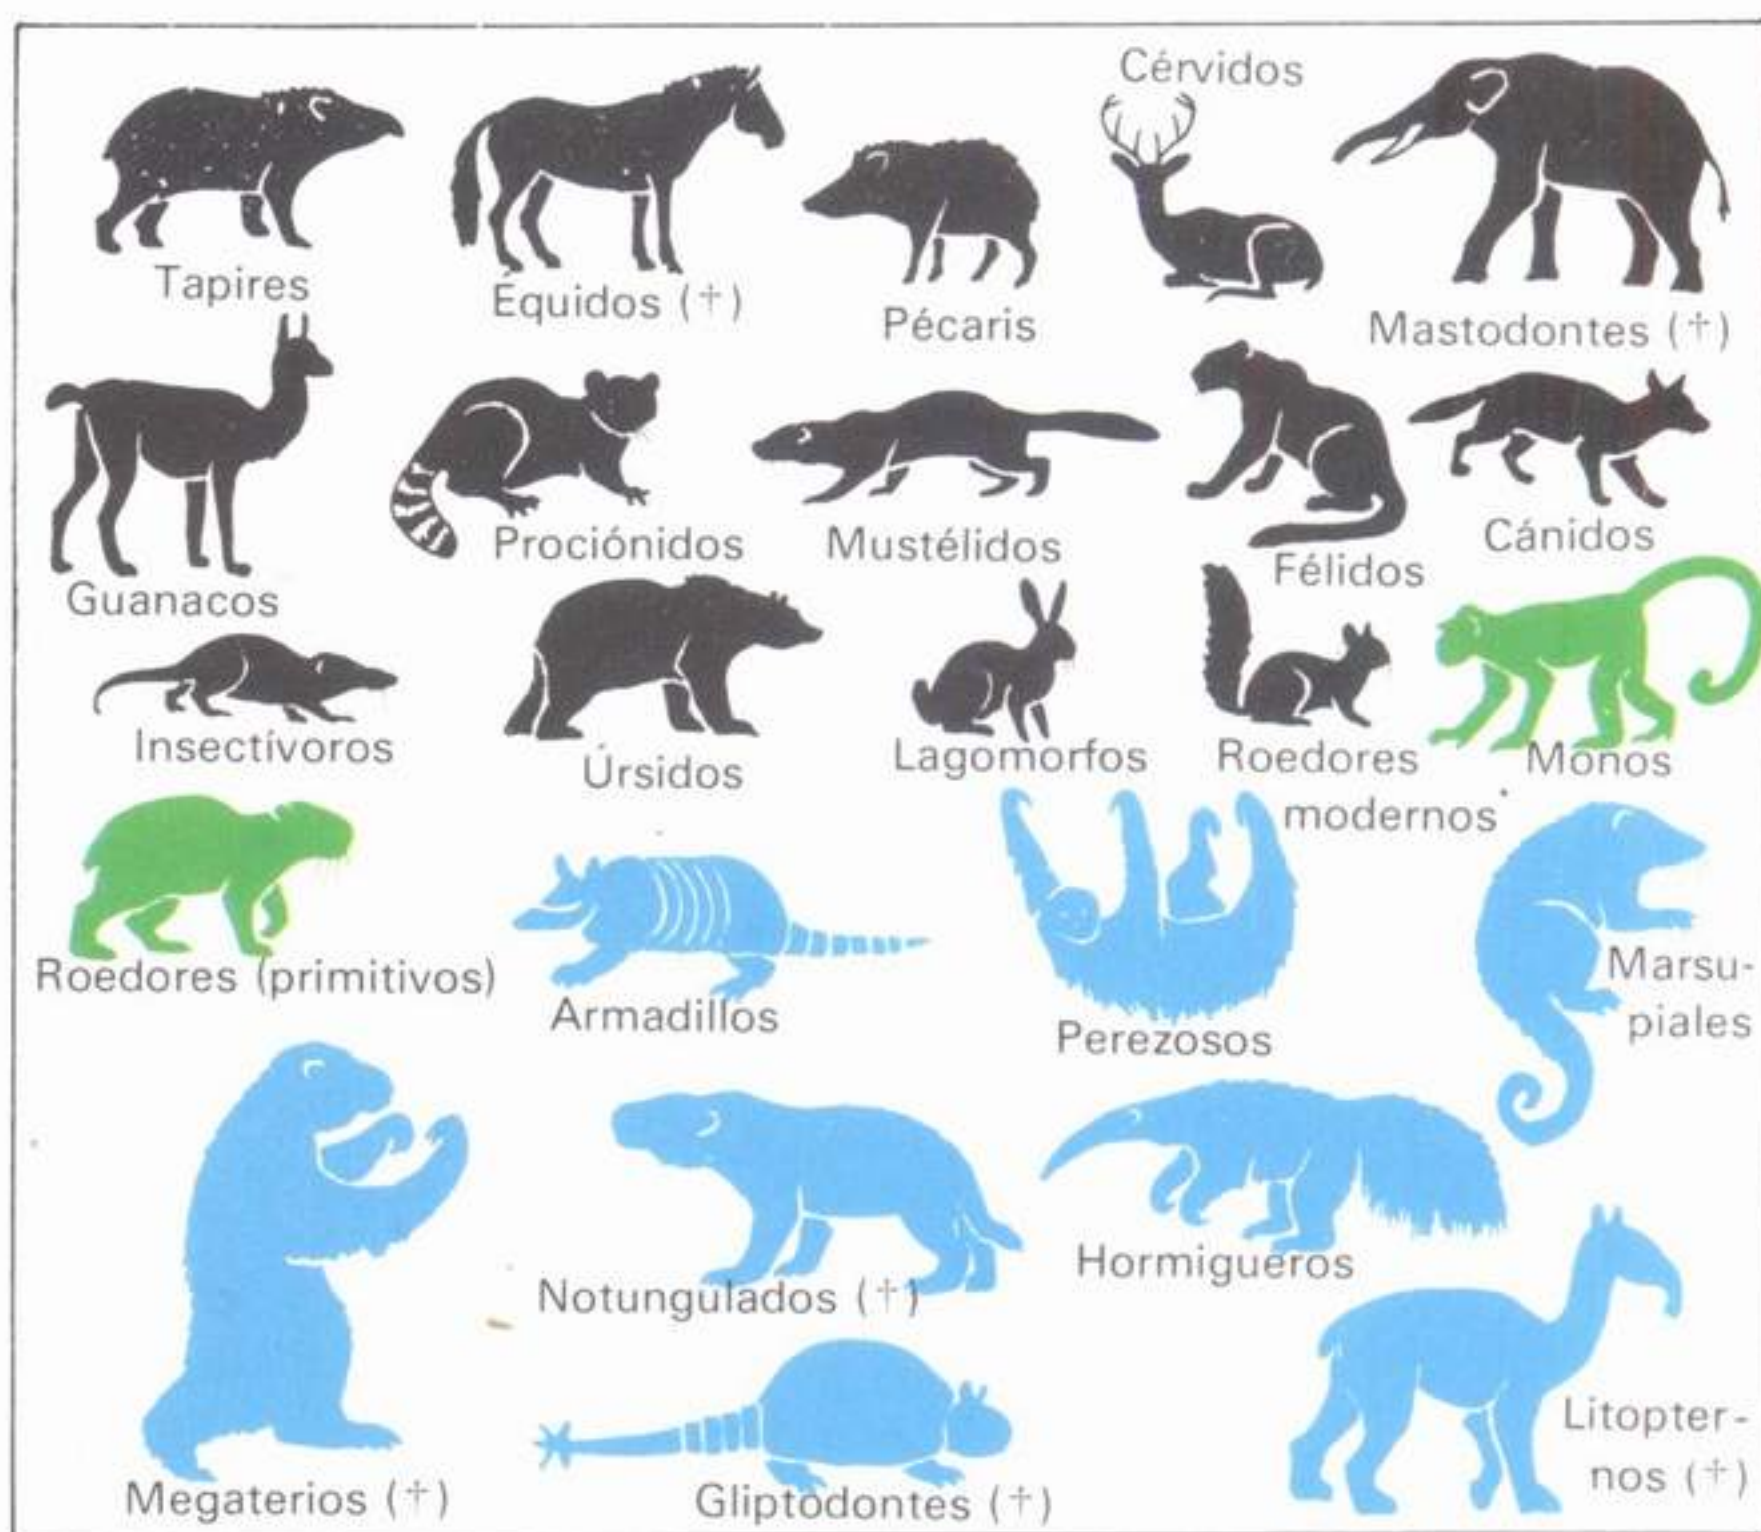 Cérvidos
Tapires
Équidos (†)
Pécaris
Mastodontes (†)
Guanacos
Prociónidos
Mustélidos
Félidos
Cánidos
Insectívoros
Úrsidos
Lagomorfos
Roedores
modernos
Monos
Roedores (primitivos)
Armadillos
Perezosos
Marsu-
piales
Megaterios (†)
Notungulados (†)
Hormigueros
Gliptodontes (†)
Litopter-
nos (†)